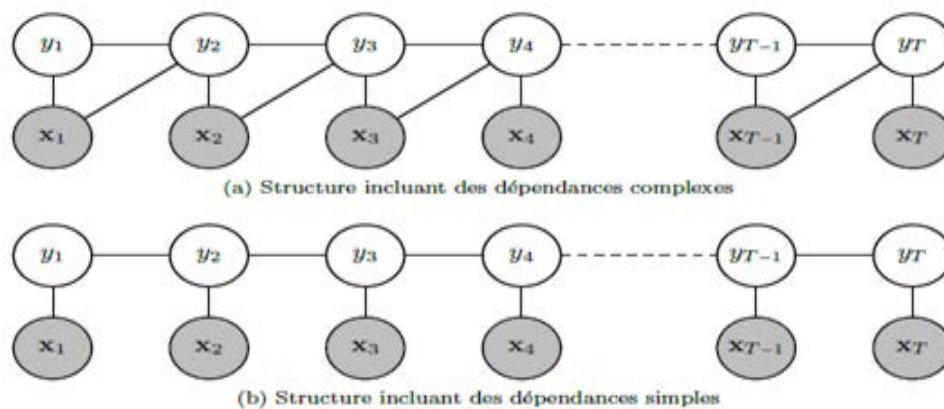 y1 y2 y3 y4 yT−1 yT
x1 x2 x3 x4 xT−1 xT
(a) Structure incluant des dépendances complexes
y1 y2 y3 y4 yT−1 yT
x1 x2 x3 x4 xT−1 xT
(b) Structure incluant des dépendances simples